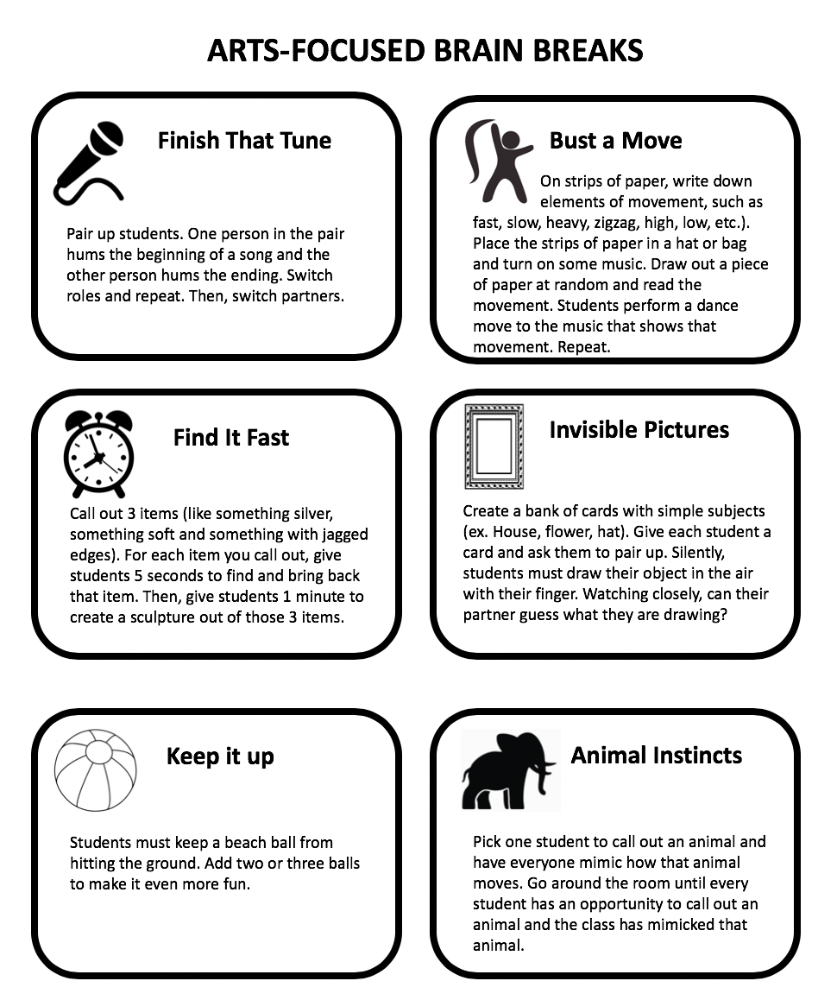 ARTS-FOCUSED BRAIN BREAKS
Finish That Tune
Pair up students. One person in the pair
hums the beginning of a song and the
other person hums the ending. Switch
roles and repeat. Then, switch partners.
Bust a Move
On strips of paper, write down
elements of movement, such as
fast, slow, heavy, zigzag, high, low, etc.).
Place the strips of paper in a hat or bag
and turn on some music. Draw out a piece
of paper at random and read the
movement. Students perform a dance
move to the music that shows that
movement. Repeat.
Find It Fast
Call out 3 items (like something silver,
something soft and something with jagged
edges). For each item you call out, give
students 5 seconds to find and bring back
that item. Then, give students 1 minute to
create a sculpture out of those 3 items.
Invisible Pictures
Create a bank of cards with simple subjects
(ex. House, flower, hat). Give each student a
card and ask them to pair up. Silently,
students must draw their object in the air
with their finger. Watching closely, can their
partner guess what they are drawing?
Keep it up
Students must keep a beach ball from
hitting the ground. Add two or three balls
to make it even more fun.
Animal Instincts
Pick one student to call out an animal and
have everyone mimic how that animal
moves. Go around the room until every
student has an opportunity to call out an
animal and the class has mimicked that
animal.